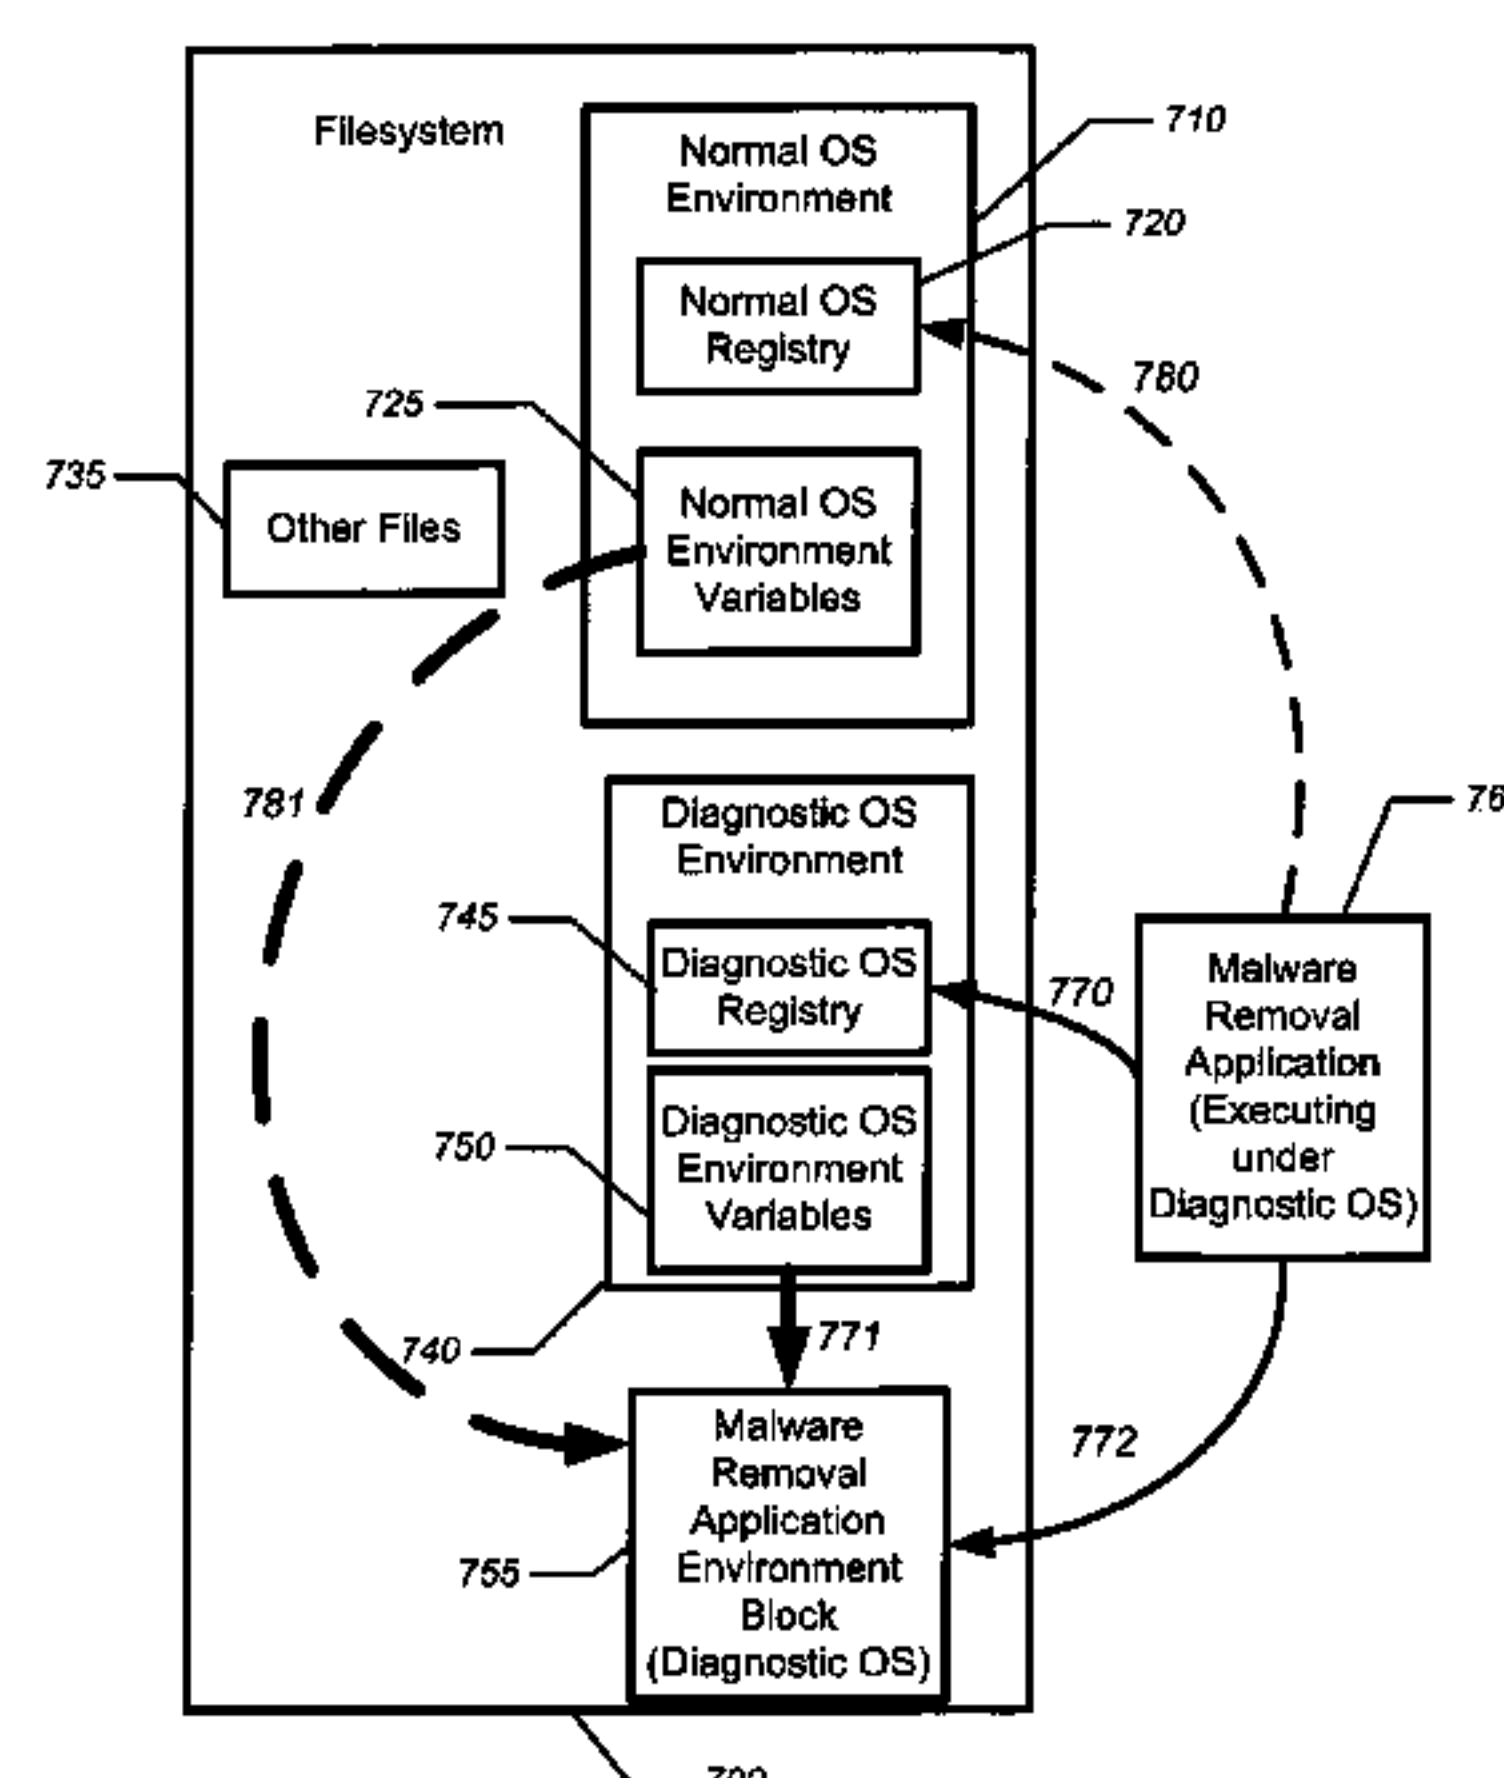 Filesystem
Normal OS
Environment
710
720
Normal OS
Registry
780
725
735
Other Files
Normal OS
Environment
Variables
781
Diagnostic OS
Environment
76
745
Diagnostic OS
Registry
770
Malware
Removal
Application
(Executing
under
Diagnostic OS)
750
Diagnostic OS
Environment
Variables
740
771
772
Malware
Removal
Application
Environment
Block
(Diagnostic OS)
755